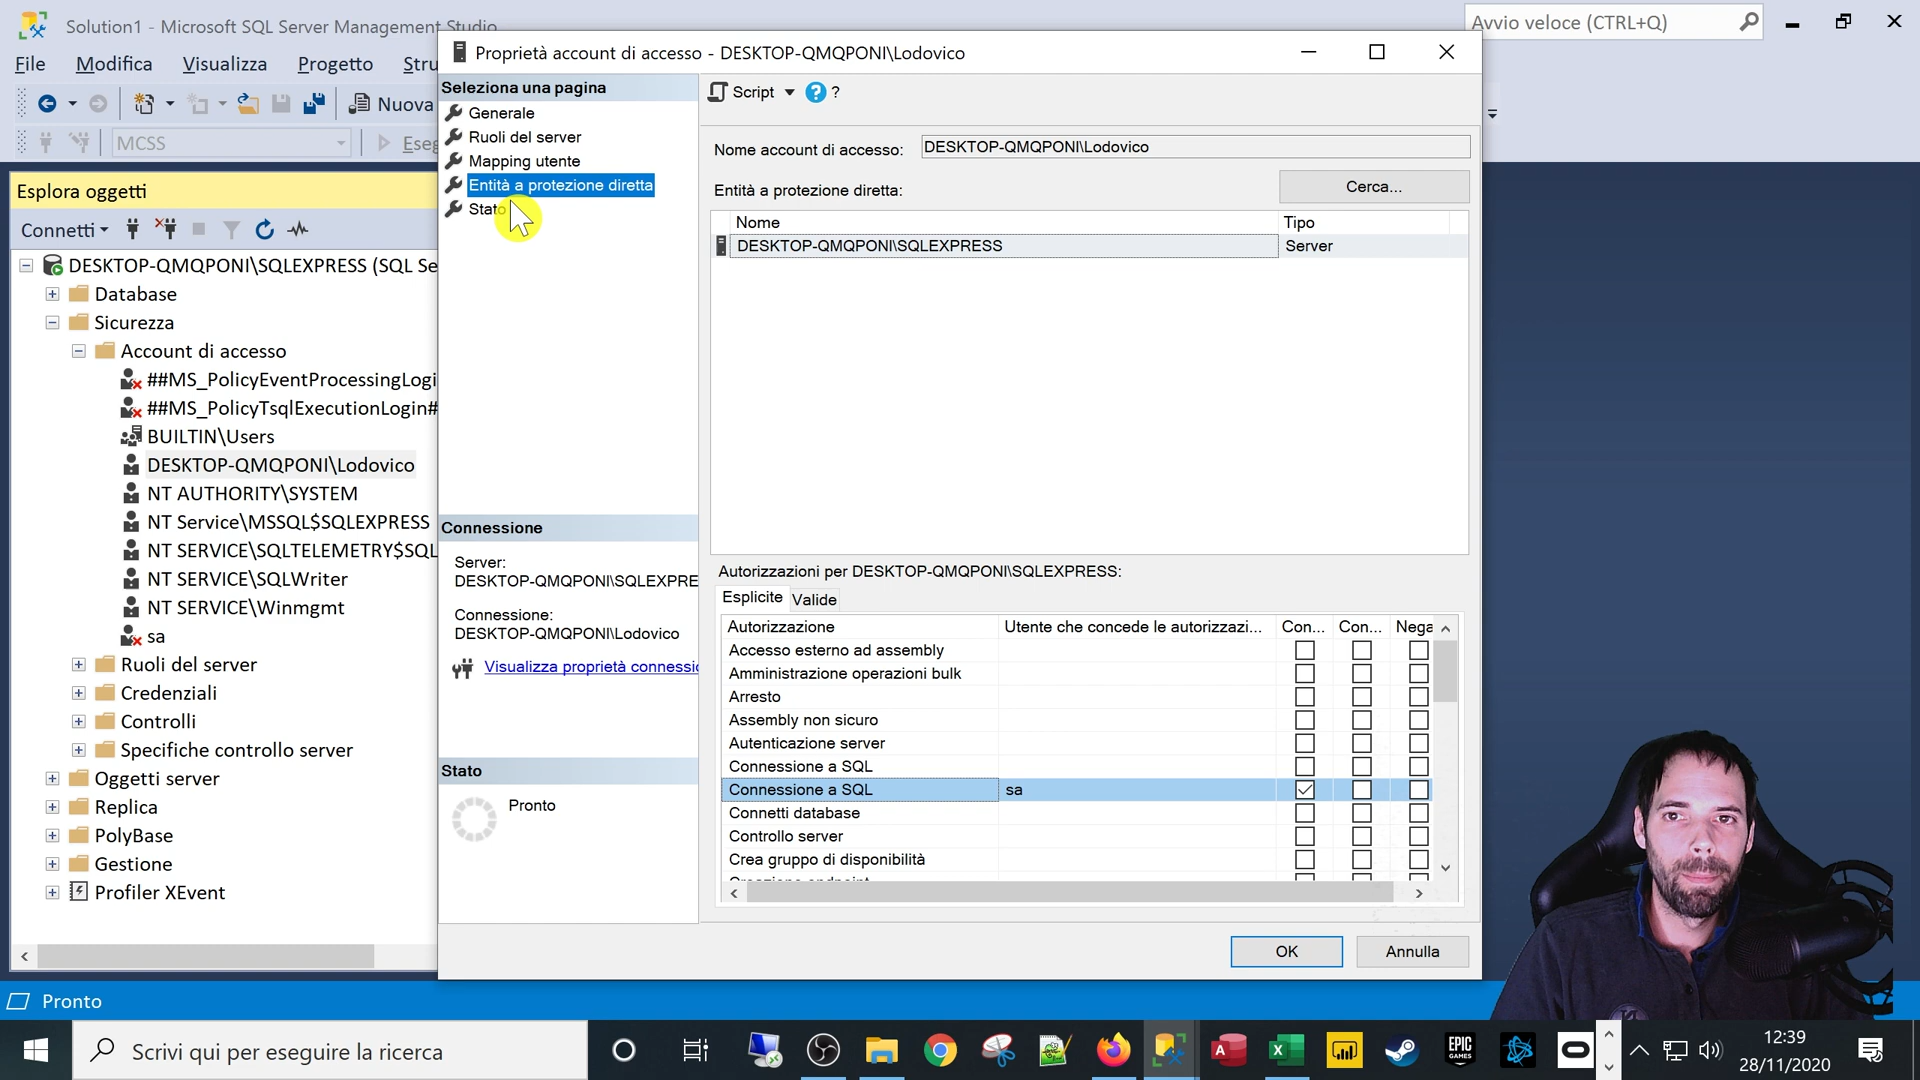 Solution1 - Microsoft SQL Server Management Studio
Avvio veloce (CTRL+Q)
File Modifica Visualizza Progetto Stru
Nuova
MCSS
Eseg
Esplora oggetti
Connetti
DESKTOP-QMQPONI\SQLEXPRESS (SQL Se
Database
Sicurezza
Account di accesso
##MS_PolicyEventProcessingLogi
##MS_PolicyTsqlExecutionLogin#
BUILTIN\Users
DESKTOP-QMQPONI\Lodovico
NT AUTHORITY\SYSTEM
NT Service\MSSQL$SQLEXPRESS
NT SERVICE\SQLTELEMETRY$SQL
NT SERVICE\SQLWriter
NT SERVICE\Winmgmt
sa
Ruoli del server
Credenziali
Controlli
Specifiche controllo server
Oggetti server
Replica
PolyBase
Gestione
Profiler XEvent
Proprietà account di accesso - DESKTOP-QMQPONI\Lodovico
Seleziona una pagina
Generale
Ruoli del server
Mapping utente
Entità a protezione diretta
Stato
Connessione
Server:
DESKTOP-QMQPONI\SQLEXPRE
Connessione:
DESKTOP-QMQPONI\Lodovico
Visualizza proprietà connessio
Stato
Pronto
Script ?
Nome account di accesso: DESKTOP-QMQPONI\Lodovico
Entità a protezione diretta: Cerca...
Nome Tipo
DESKTOP-QMQPONI\SQLEXPRESS Server
Autorizzazioni per DESKTOP-QMQPONI\SQLEXPRESS:
Esplicite Valide
Autorizzazione Utente che concede le autorizzazi... Con... Con... Nega
Accesso esterno ad assembly
Amministrazione operazioni bulk
Arresto
Assembly non sicuro
Autenticazione server
Connessione a SQL
Connessione a SQL sa
Connetti database
Controllo server
Crea gruppo di disponibilità
OK Annulla
Pronto
Scrivi qui per eseguire la ricerca
EPIC
GAMES
12:39
28/11/2020